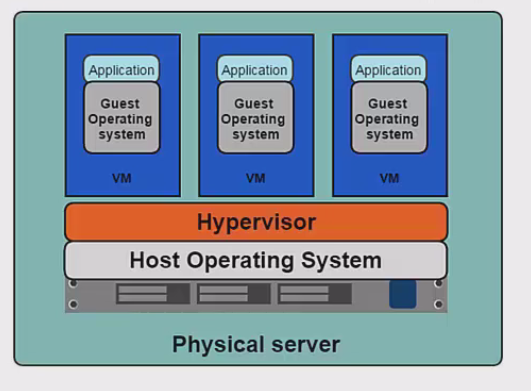 Application
Application
Application
Guest
Operating
system
Guest
Operating
system
Guest
Operating
system
VM
VM
VM
Hypervisor
Host Operating System
Physical server